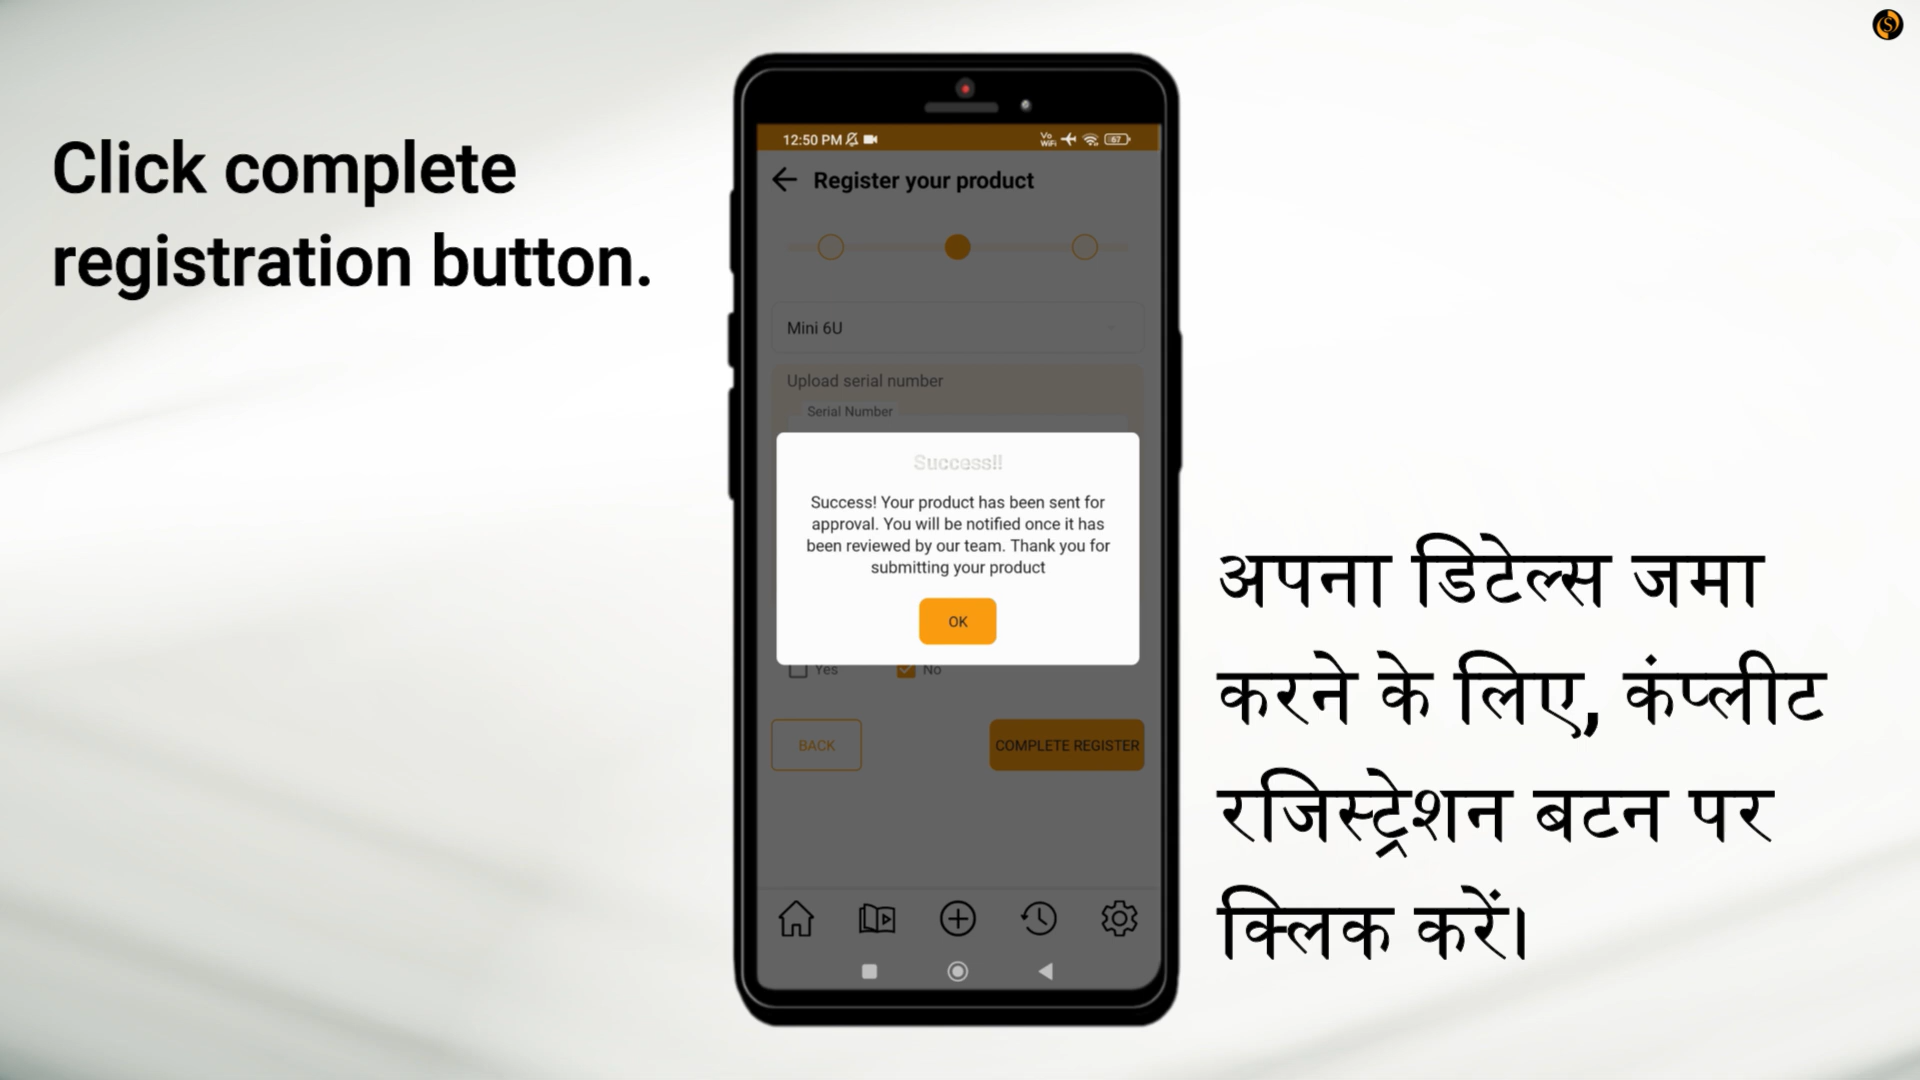 Click complete
registration button.
12:50 PM
Vo
WiFi
67
Register your product
Mini 6U
Upload serial number
Serial Number
Success!!
Success! Your product has been sent for
approval. You will be notified once it has
been reviewed by our team. Thank you for
submitting your product
OK
Yes
No
BACK
COMPLETE REGISTER
अपना डिटेल्स जमा
करने के लिए, कंप्लीट
रजिस्ट्रेशन बटन पर
क्लिक करें।
S